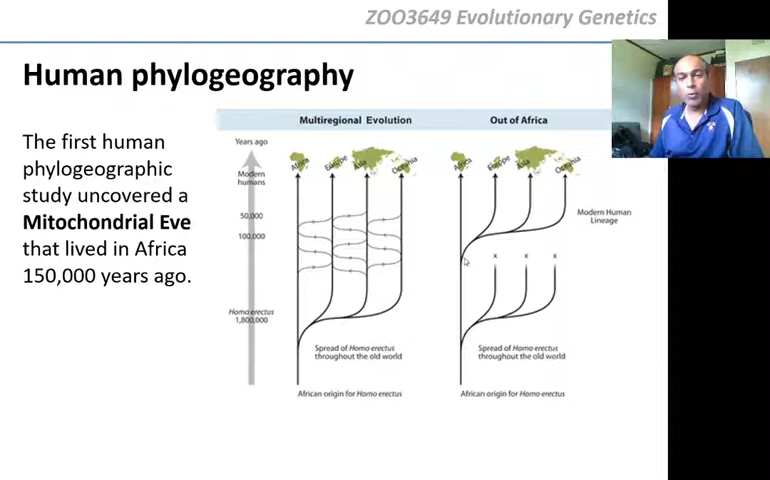 ZOO3649 Evolutionary Genetics
Human phylogeography
The first human
phylogeographic
study uncovered a
Mitochondrial Eve
that lived in Africa
150,000 years ago.
Multiregional Evolution
Out of Africa
Years ago
Modern
humans
50,000
100,000
Homo erectus
1,800,000
Africa
Europe
Asia
Oceania
Spread of Homo erectus
throughout the old world
African origin for Homo erectus
Africa
Europe
Asia
Oceania
Modern Human
Lineage
x x x
Spread of Homo erectus
throughout the old world
African origin for Homo erectus